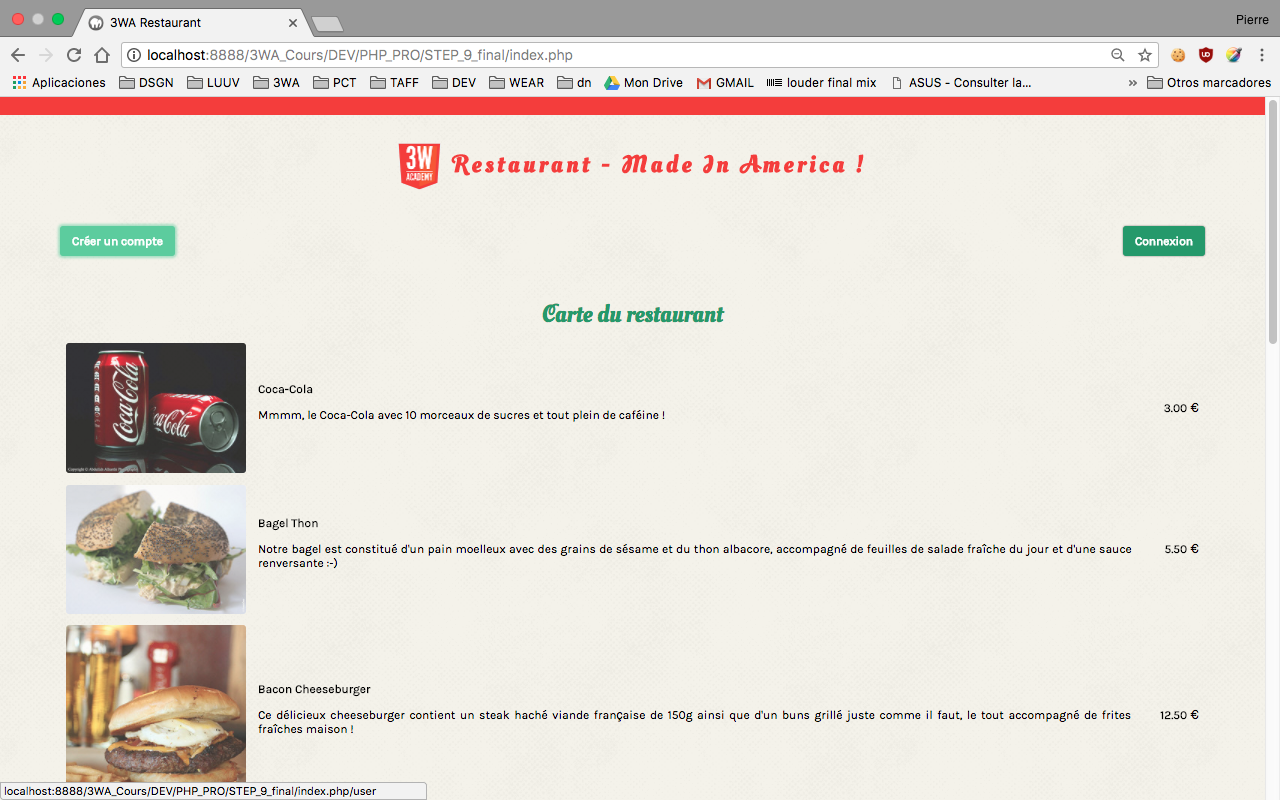 3WA Restaurant
Pierre
localhost:8888/3WA_Cours/DEV/PHP_PRO/STEP_9_final/index.php
Aplicaciones
DSGN
LUUV
3WA
PCT
TAFF
DEV
WEAR
dn
Mon Drive
GMAIL
louder final mix
ASUS - Consulter la...
»
Otros marcadores
3W
ACADEMY
Restaurant - Made In America !
Créer un compte
Connexion
Carte du restaurant
Coca-Cola
Coca-Cola
Coca-Cola
Mmmm, le Coca-Cola avec 10 morceaux de sucres et tout plein de caféine !
3.00 €
Bagel Thon
Notre bagel est constitué d'un pain moelleux avec des grains de sésame et du thon albacore, accompagné de feuilles de salade fraîche du jour et d'une sauce
renversante :-)
5.50 €
Bacon Cheeseburger
Ce délicieux cheeseburger contient un steak haché viande française de 150g ainsi que d'un buns grillé juste comme il faut, le tout accompagné de frites
fraîches maison !
12.50 €
localhost:8888/3WA_Cours/DEV/PHP_PRO/STEP_9_final/index.php/user